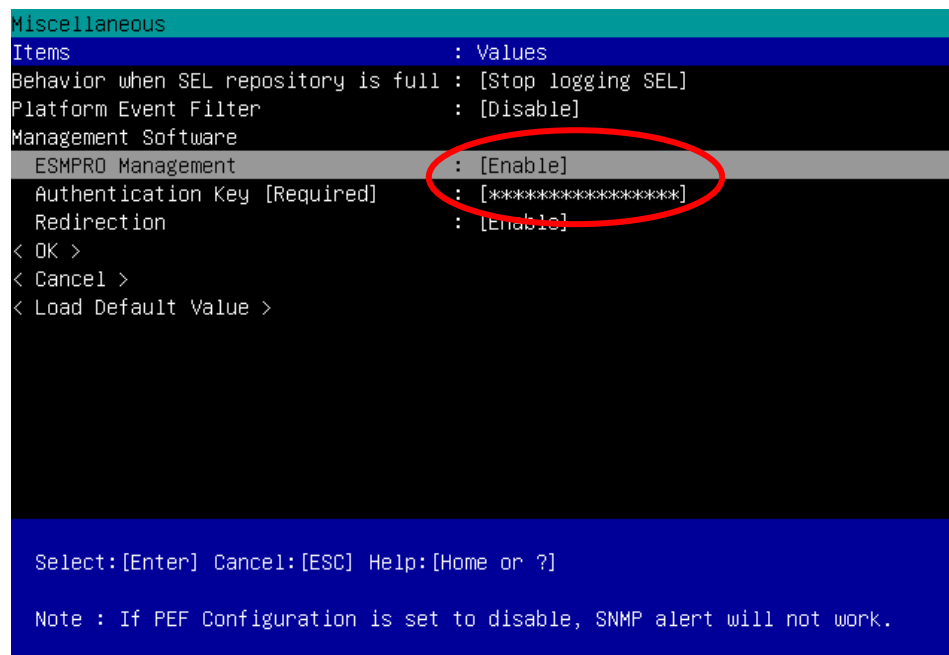 Miscellaneous
Items : Values
Behavior when SEL repository is full : [Stop logging SEL]
Platform Event Filter : [Disable]
Management Software
ESMPRO Management : [Enable]
Authentication Key [Required] : [****************]
Redirection : [Enable]
< OK >
< Cancel >
< Load Default Value >
Select:[Enter] Cancel:[ESC] Help:[Home or ?]
Note : If PEF Configuration is set to disable, SNMP alert will not work.